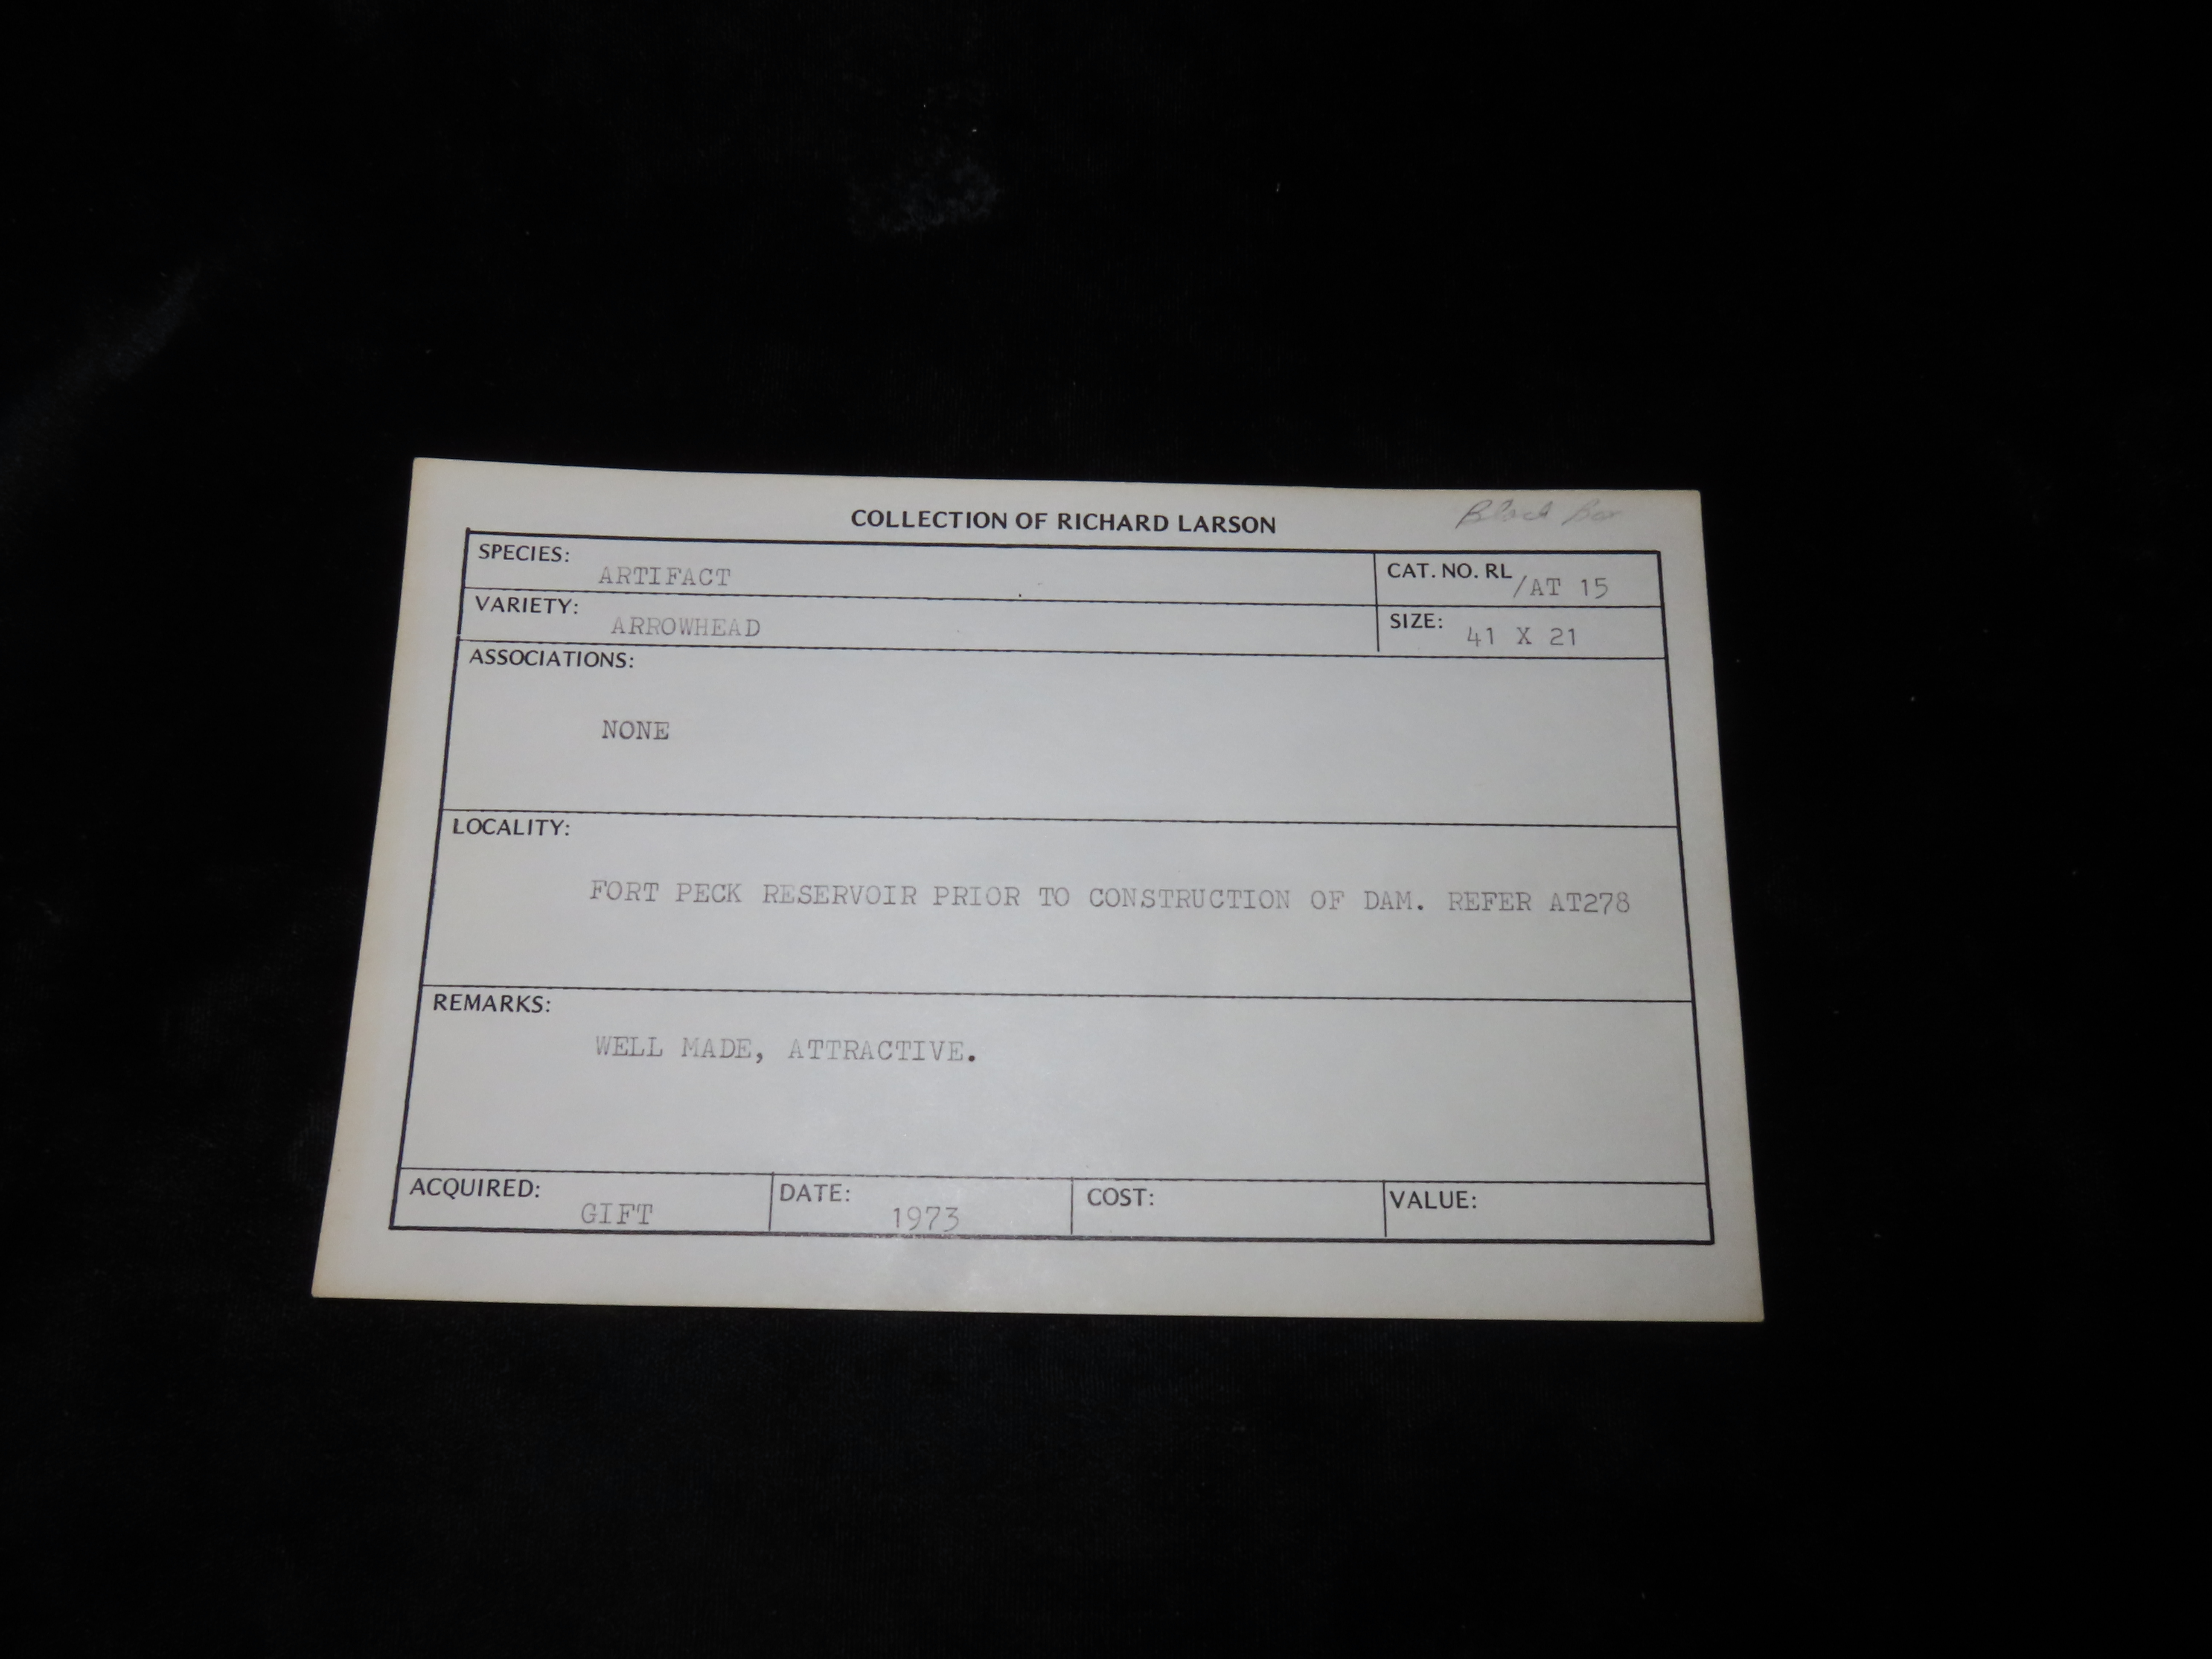 COLLECTION OF RICHARD LARSON
Black Box
SPECIES: ARTIFACT
CAT. NO. RL /AT 15
VARIETY: ARROWHEAD
SIZE: 41 X 21
ASSOCIATIONS:
NONE
LOCALITY:
FORT PECK RESERVOIR PRIOR TO CONSTRUCTION OF DAM. REFER AT278
REMARKS:
WELL MADE, ATTRACTIVE.
ACQUIRED: GIFT
DATE: 1973
COST:
VALUE: